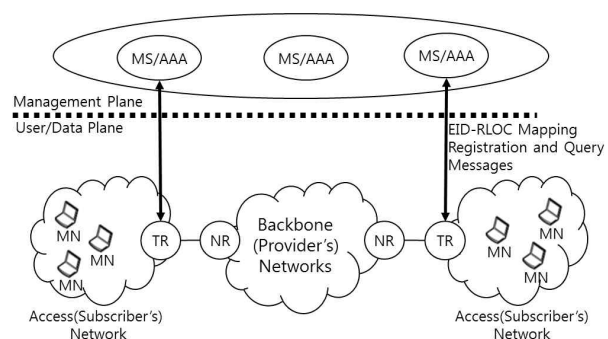 MS/AAA
MS/AAA
MS/AAA
Management Plane
User/Data Plane
EID-RLOC Mapping
Registration and Query
Messages
MN
MN
MN
TR
NR
Backbone
(Provider's)
Networks
NR
TR
MN
MN
MN
Access(Subscriber's)
Network
Access(Subscriber's)
Network